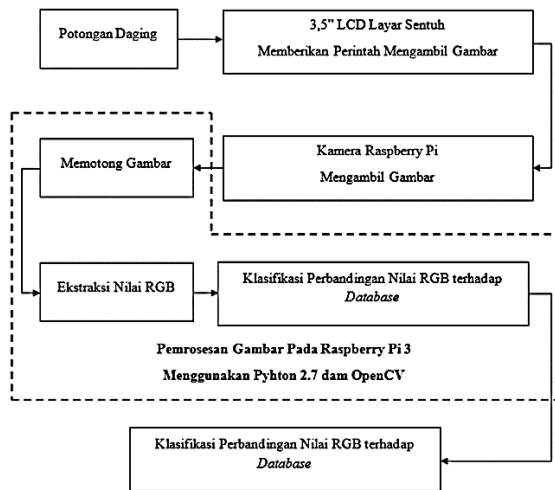 Potongan Daging
3,5” LCD Layar Sentuh
Memberikan Perintah Mengambil Gambar
Kamera Raspberry Pi
Mengambil Gambar
Memotong Gambar
Ekstraksi Nilai RGB
Klasifikasi Perbandingan Nilai RGB terhadap
Database
Pemrosesan Gambar Pada Raspberry Pi 3
Menggunakan Pyhton 2.7 dam OpenCV
Klasifikasi Perbandingan Nilai RGB terhadap
Database